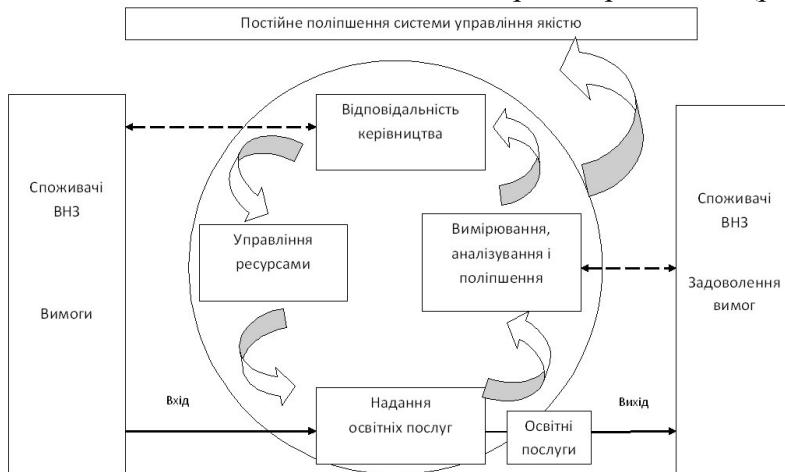 Постійне поліпшення системи управління якістю
Відповідальність
керівництва
Споживачі
ВНЗ
Вимоги
Управління
ресурсами
Вимірювання,
аналізування і
поліпшення
Споживачі
ВНЗ
Задоволення
вимог
Вхід
Надання
освітніх послуг
Освітні
послуги
Вихід